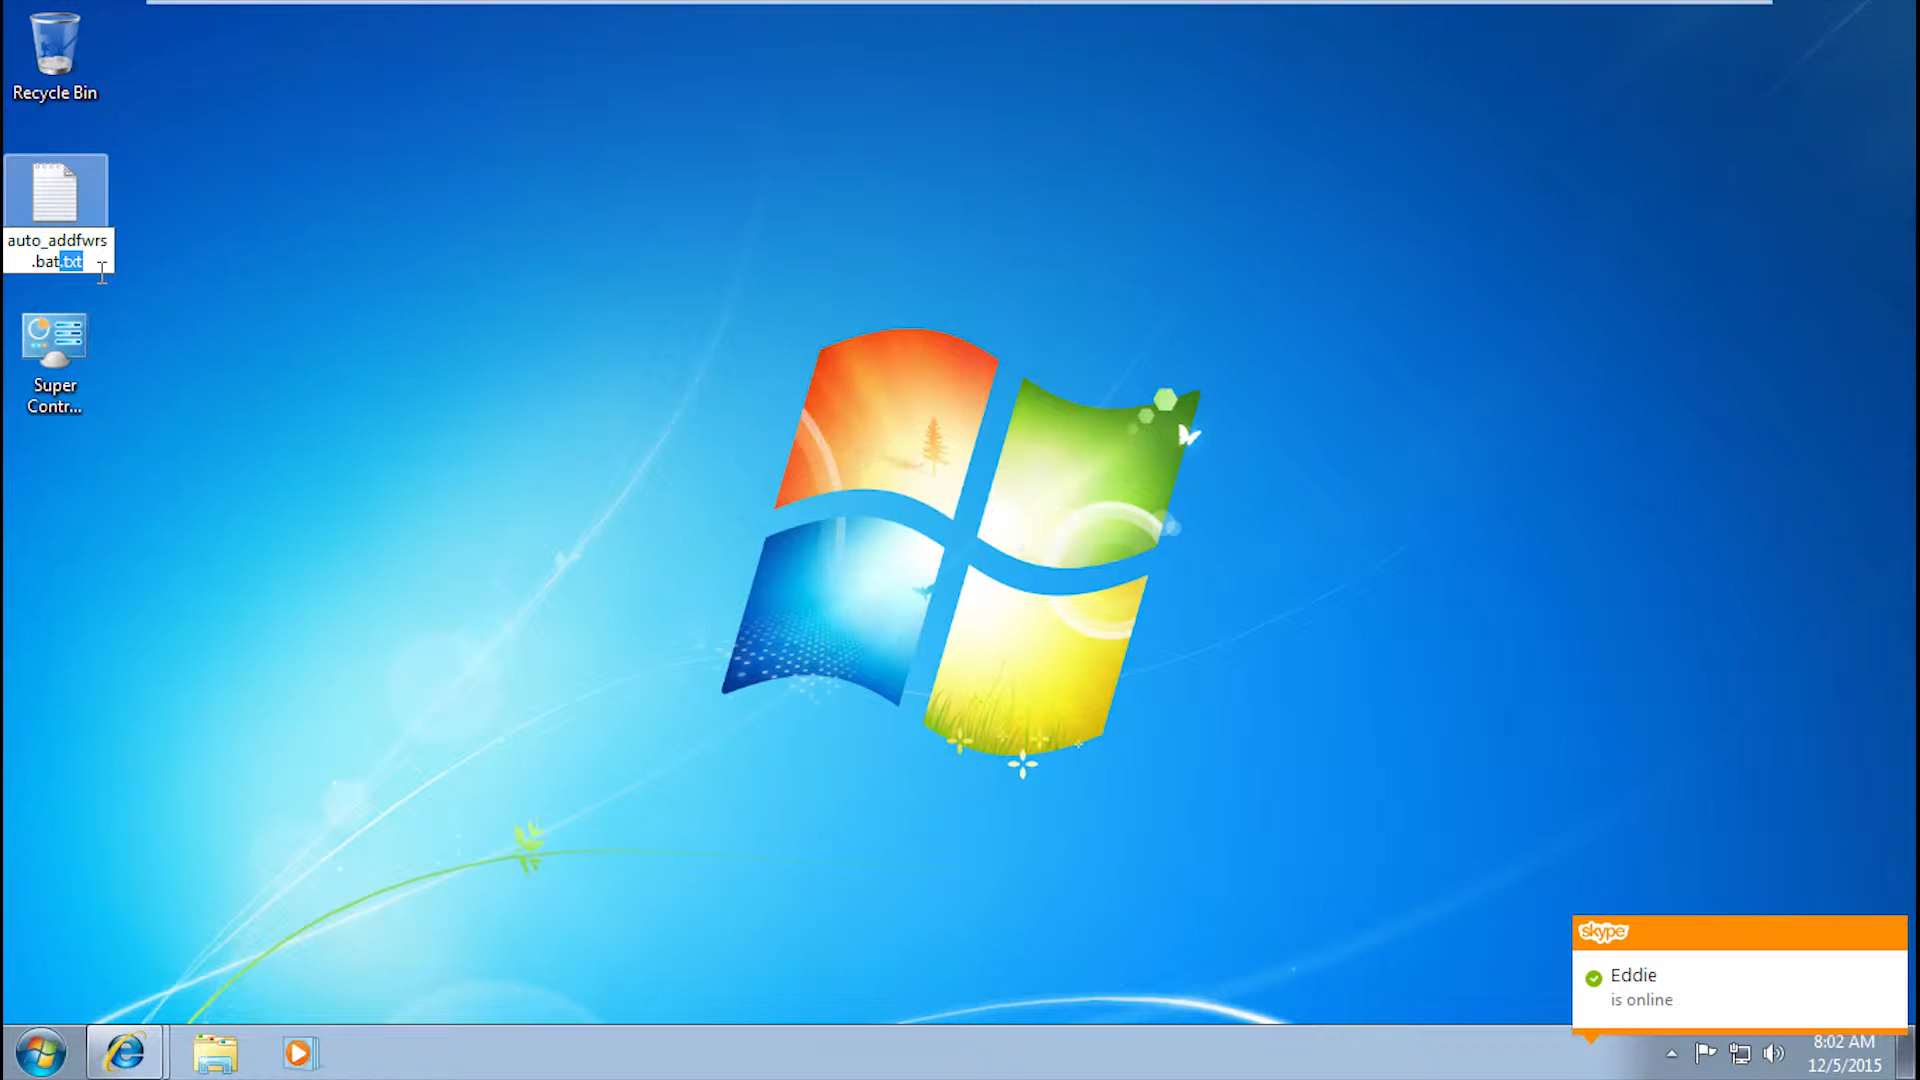 Recycle Bin
auto_addfwrs
.bat.txt
Super
Contr...
skype
Eddie
is online
8:02 AM
12/5/2015